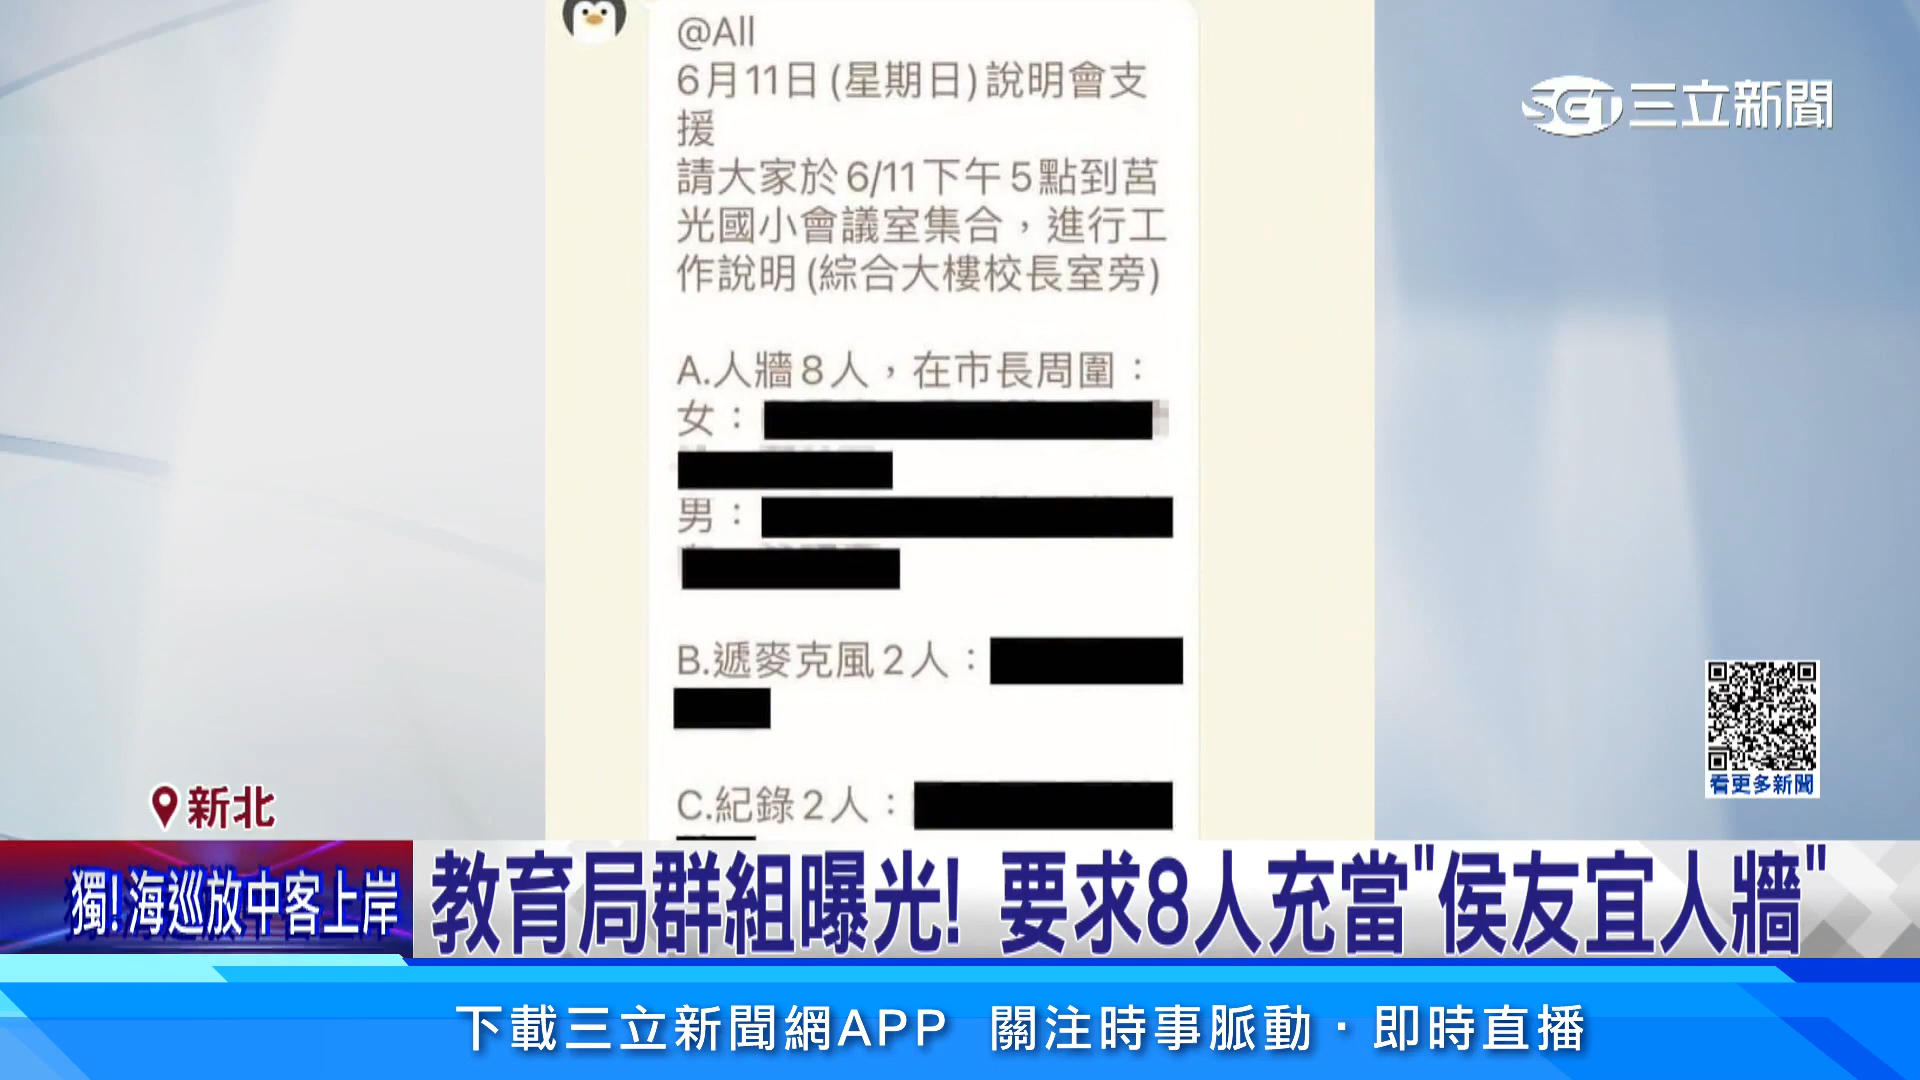 @All
6月11日(星期日)說明會支
援
請大家於6/11下午5點到莒
光國小會議室集合，進行工
作說明(綜合大樓校長室旁)
A.人牆8人，在市長周圍：
女：
男：
B.遞麥克風2人：
C.紀錄2人：
SET三立新聞
看更多新聞
新北
獨!海巡放中客上岸
教育局群組曝光! 要求8人充當"侯友宜人牆"
下載三立新聞網APP 關注時事脈動·即時直播